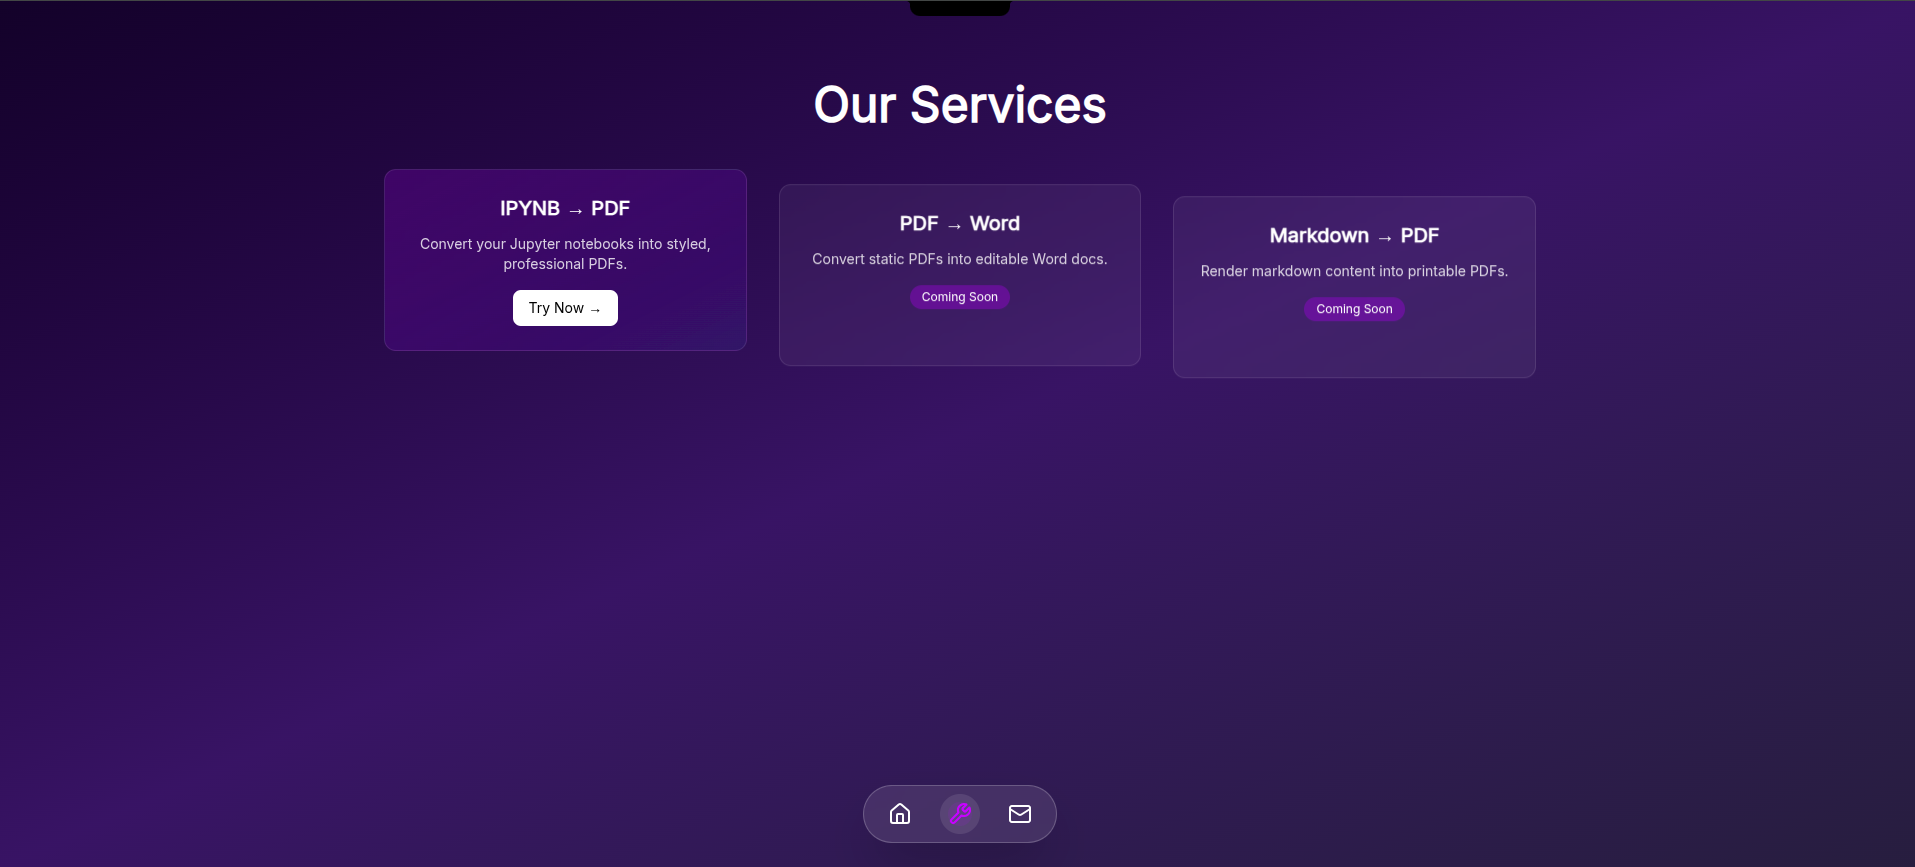 Our Services
IPYNB → PDF
Convert your Jupyter notebooks into styled,
professional PDFs.
Try Now →
PDF → Word
Convert static PDFs into editable Word docs.
Coming Soon
Markdown → PDF
Render markdown content into printable PDFs.
Coming Soon